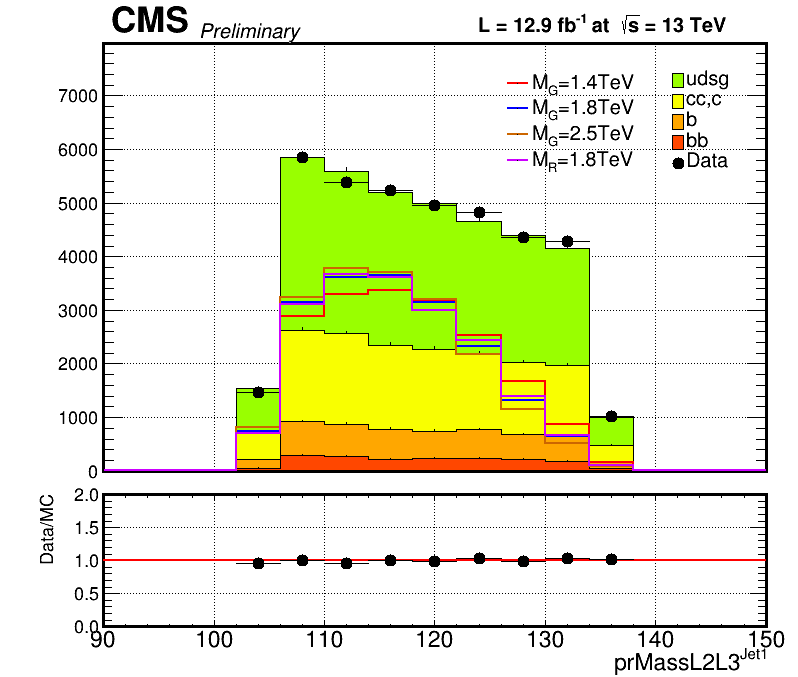 CMS Preliminary L = 12.9 fb-1 at √s = 13 TeV
MG=1.4TeV
MG=1.8TeV
MG=2.5TeV
MR=1.8TeV
udsg
cc,c
b
bb
Data
7000
6000
5000
4000
3000
2000
1000
0
Data/MC
2.0
1.5
1.0
0.5
0.0
90 100 110 120 130 140 150
prMassL2L3Jet1